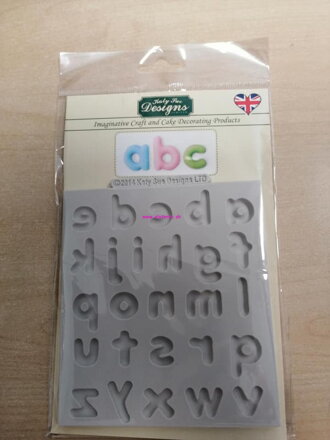 Katy Sue
Designs
Imaginative Craft and Cake Decorating Products
abc
©2014 Katy Sue Designs LTD
e d c b a
k j i h g f
p o n m l
u t s r q
z y x w v